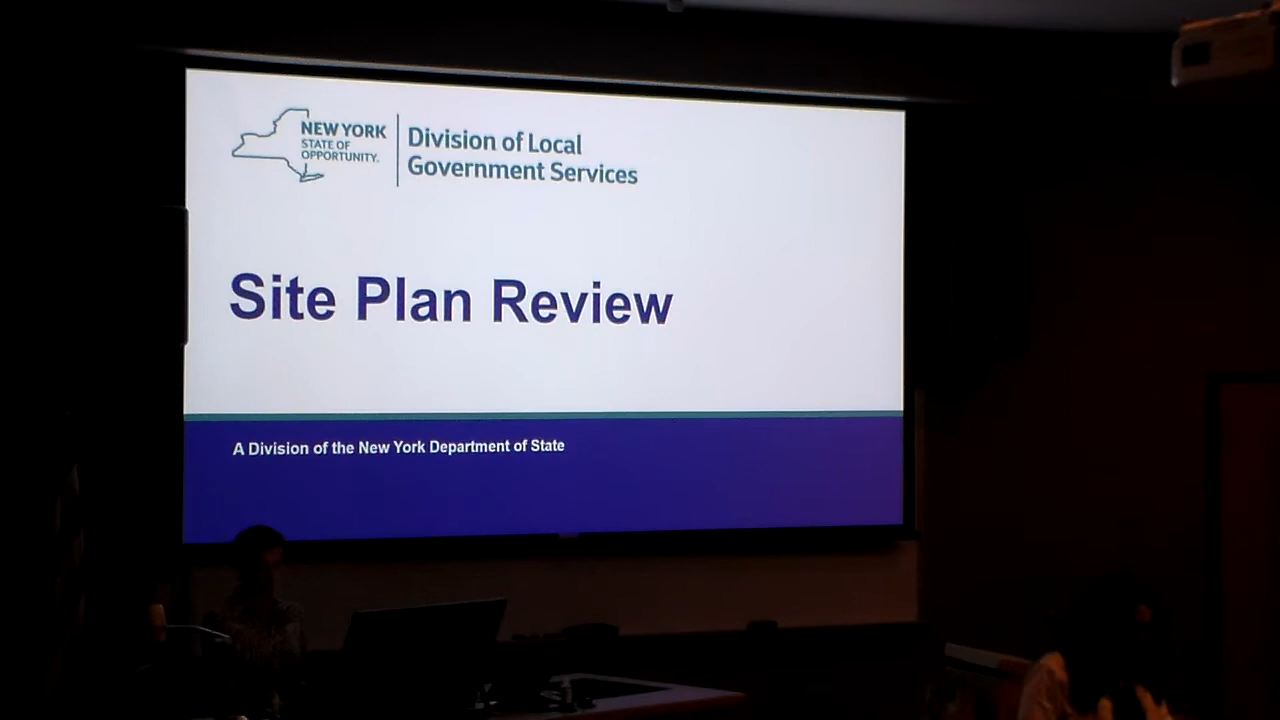 NEW YORK
STATE OF
OPPORTUNITY.
Division of Local
Government Services
Site Plan Review
A Division of the New York Department of State